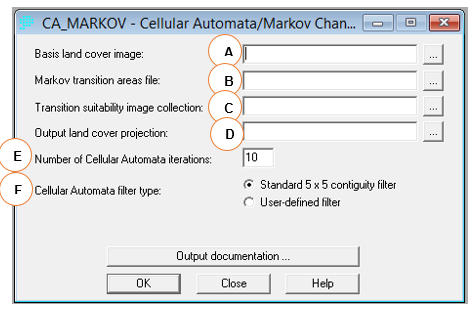 CA_MARKOV - Cellular Automata/Markov Chan...
Basis land cover image: A ...
Markov transition areas file: B ...
Transition suitability image collection: C ...
Output land cover projection: D ...
E Number of Cellular Automata iterations: 10
F Cellular Automata filter type: Standard 5 x 5 contiguity filter
User-defined filter
Output documentation ...
OK Close Help